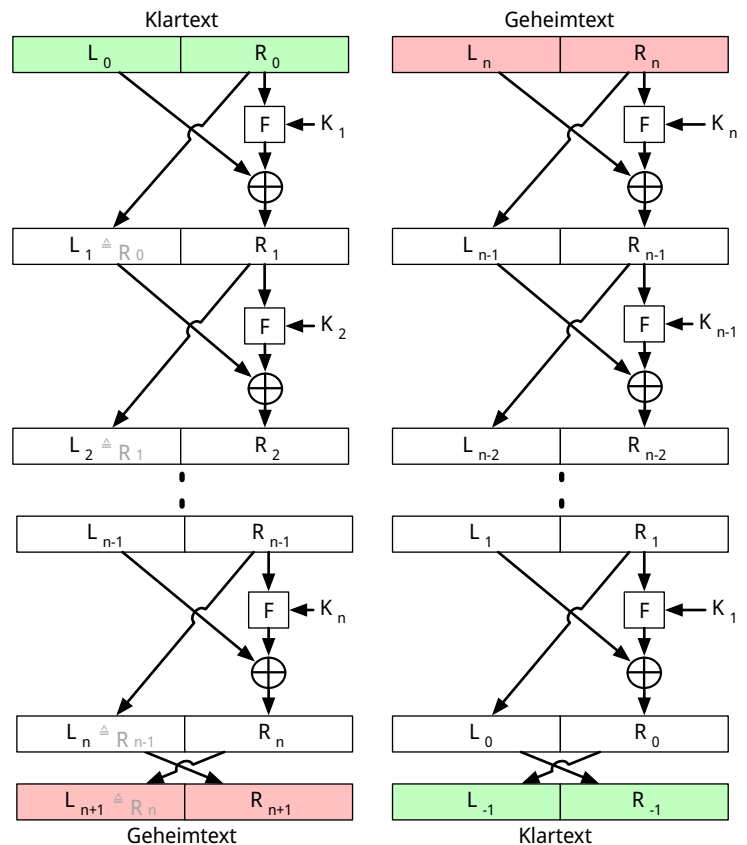 Klartext
L 0 R 0
F K 1
L 1 ≙ R 0 R 1
F K 2
L 2 ≙ R 1 R 2
L n-1 R n-1
F K n
L n ≙ R n-1 R n
L n+1 ≙ R n R n+1
Geheimtext
Geheimtext
L n R n
F K n
L n-1 R n-1
F K n-1
L n-2 R n-2
L 1 R 1
F K 1
L 0 R 0
L -1 R -1
Klartext